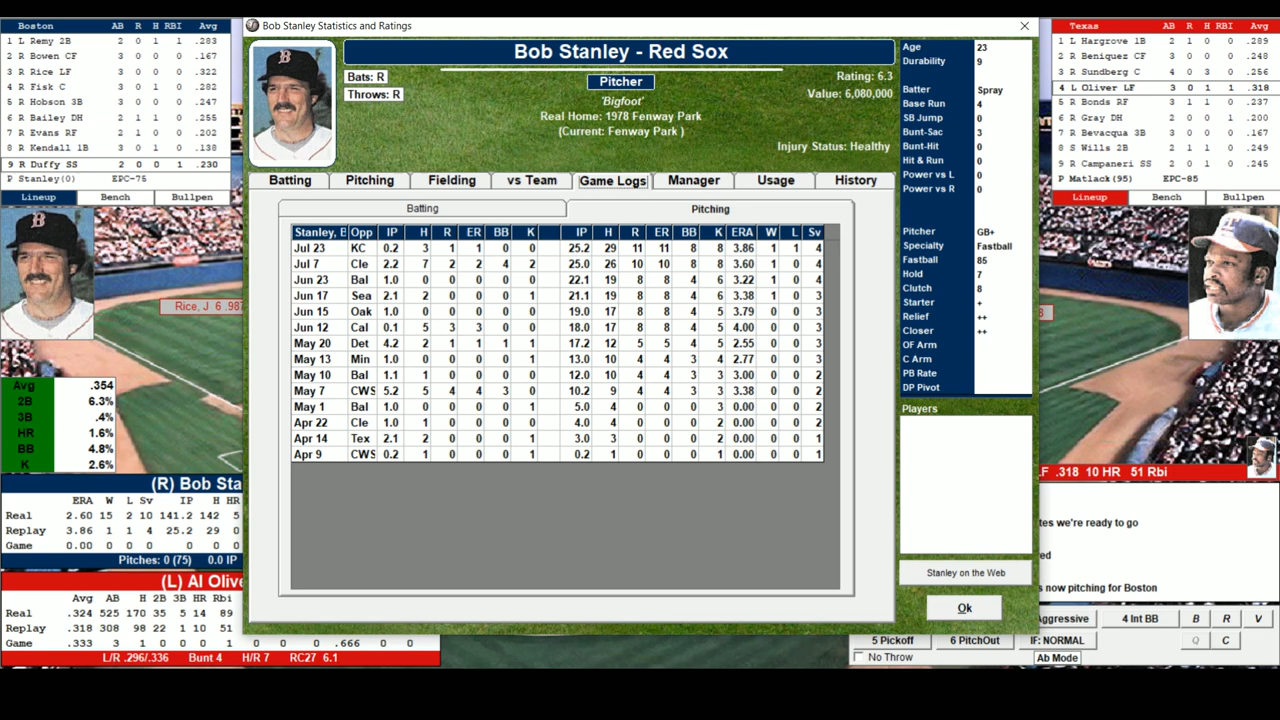 Bob Stanley Statistics and Ratings
Boston AB R H RBI Avg
1 L Remy 2B 2 0 1 1 .283
2 R Bowen CF 3 0 0 0 .167
3 R Rice LF 3 0 0 0 .322
4 R Fisk C 3 0 1 0 .282
5 R Hobson 3B 3 0 0 0 .247
6 R Bailey DH 2 1 1 0 .255
7 R Evans RF 2 1 0 0 .202
8 R Kendall 1B 3 0 1 0 .138
9 R Duffy SS 2 0 0 1 .230
P Stanley(0) EPC-75
Lineup Bench Bullpen
Rice, J 6 .987
Avg .354
2B 6.3%
3B .4%
HR 1.6%
BB 4.8%
K 2.6%
(R) Bob Sta
ERA W L Sv IP H HR
Real 2.60 15 2 10 141.2 142 5
Replay 3.86 1 1 4 25.2 29 0
Game 0.00 0 0 0 0 0 0
Pitches: 0 (75) 0.0 IP
(L) Al Olive
Avg AB H 2B 3B HR Rbi
Real .324 525 170 35 5 14 89
Replay .318 308 98 22 1 10 51
Game .333 3 1 0 0 0 1 0 0 0 .666 0 0
L/R .296/.336 Bunt 4 H/R 7 RC27 6.1
Bob Stanley - Red Sox
Bats: R
Throws: R
Pitcher
'Bigfoot'
Real Home: 1978 Fenway Park
(Current: Fenway Park )
Rating: 6.3
Value: 6,080,000
Injury Status: Healthy
Batting Pitching Fielding vs Team Game Logs Manager Usage History
Batting Pitching
Stanley, B Opp IP H R ER BB K IP H R ER BB K ERA W L Sv
Jul 23 KC 0.2 3 1 1 0 0 25.2 29 11 11 8 8 3.86 1 1 4
Jul 7 Cle 2.2 7 2 2 4 2 25.0 26 10 10 8 8 3.60 1 0 4
Jun 23 Bal 1.0 0 0 0 0 0 22.1 19 8 8 4 6 3.22 1 0 4
Jun 17 Sea 2.1 2 0 0 0 1 21.1 19 8 8 4 6 3.38 1 0 3
Jun 15 Oak 1.0 0 0 0 0 0 19.0 17 8 8 4 5 3.79 1 0 3
Jun 12 Cal 0.1 5 3 3 0 0 18.0 17 8 8 4 5 4.00 1 0 3
May 20 Det 4.2 2 1 1 1 1 17.2 12 5 5 4 5 2.55 1 0 3
May 13 Min 1.0 0 0 0 0 1 13.0 10 4 4 3 4 2.77 1 0 3
May 10 Bal 1.1 1 0 0 0 0 12.0 10 4 4 3 3 3.00 1 0 2
May 7 CWS 5.2 5 4 4 3 0 10.2 9 4 4 3 3 3.38 1 0 2
May 1 Bal 1.0 0 0 0 0 1 5.0 4 0 0 0 3 0.00 0 0 2
Apr 22 Cle 1.0 1 0 0 0 0 4.0 4 0 0 0 2 0.00 0 0 2
Apr 14 Tex 2.1 2 0 0 0 1 3.0 3 0 0 0 2 0.00 0 0 1
Apr 9 CWS 0.2 1 0 0 0 1 0.2 1 0 0 0 1 0.00 0 0 1
Age 23
Durability 9
Batter Spray
Base Run 4
SB Jump 0
Bunt-Sac 3
Bunt-Hit 0
Hit & Run 0
Power vs L 0
Power vs R 0
Pitcher GB+
Specialty Fastball
Fastball 85
Hold 7
Clutch 8
Starter +
Relief ++
Closer ++
OF Arm
C Arm
PB Rate
DP Pivot
Players
Stanley on the Web
Ok
Texas AB R H RBI Avg
1 L Hargrove 1B 2 1 0 0 .289
2 R Beniquez CF 3 0 0 0 .248
3 R Sundberg C 4 0 3 0 .256
4 L Oliver LF 3 0 1 1 .318
5 R Bonds RF 3 1 1 0 .237
6 R Gray DH 2 0 0 1 .200
7 R Bevacqua 3B 3 1 1 0 .167
8 S Wills 2B 3 1 1 0 .249
9 R Campaneri SS 2 0 1 0 .245
P Matlack(95) EPC-85
Lineup Bench Bullpen
LF .318 10 HR 51 Rbi
tes we're ready to go
ed
s now pitching for Boston
Aggressive 4 Int BB B R V
5 Pickoff 6 PitchOut IF: NORMAL Q C
No Throw Ab Mode